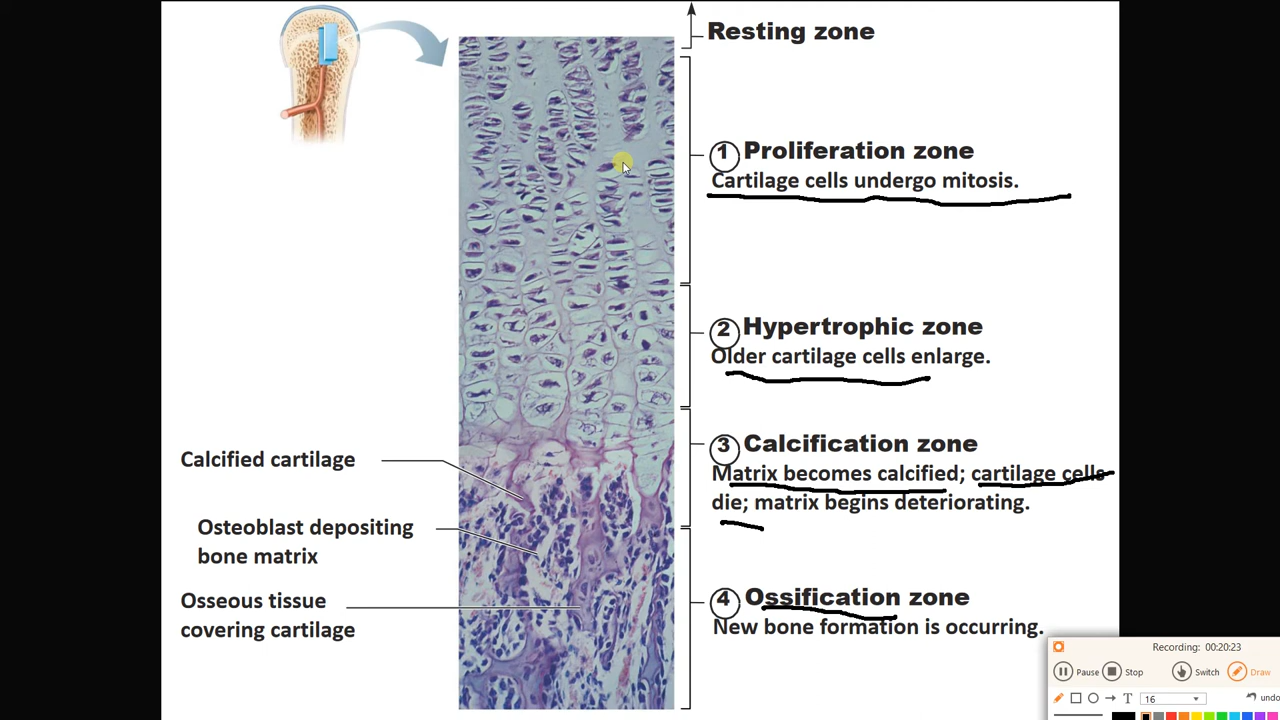 Resting zone
1 Proliferation zone
Cartilage cells undergo mitosis.
2 Hypertrophic zone
Older cartilage cells enlarge.
3 Calcification zone
Matrix becomes calcified; cartilage cells
die; matrix begins deteriorating.
4 Ossification zone
New bone formation is occurring.
Calcified cartilage
Osteoblast depositing
bone matrix
Osseous tissue
covering cartilage
Recording: 00:20:23
Pause Stop Switch Draw
T 16 undo